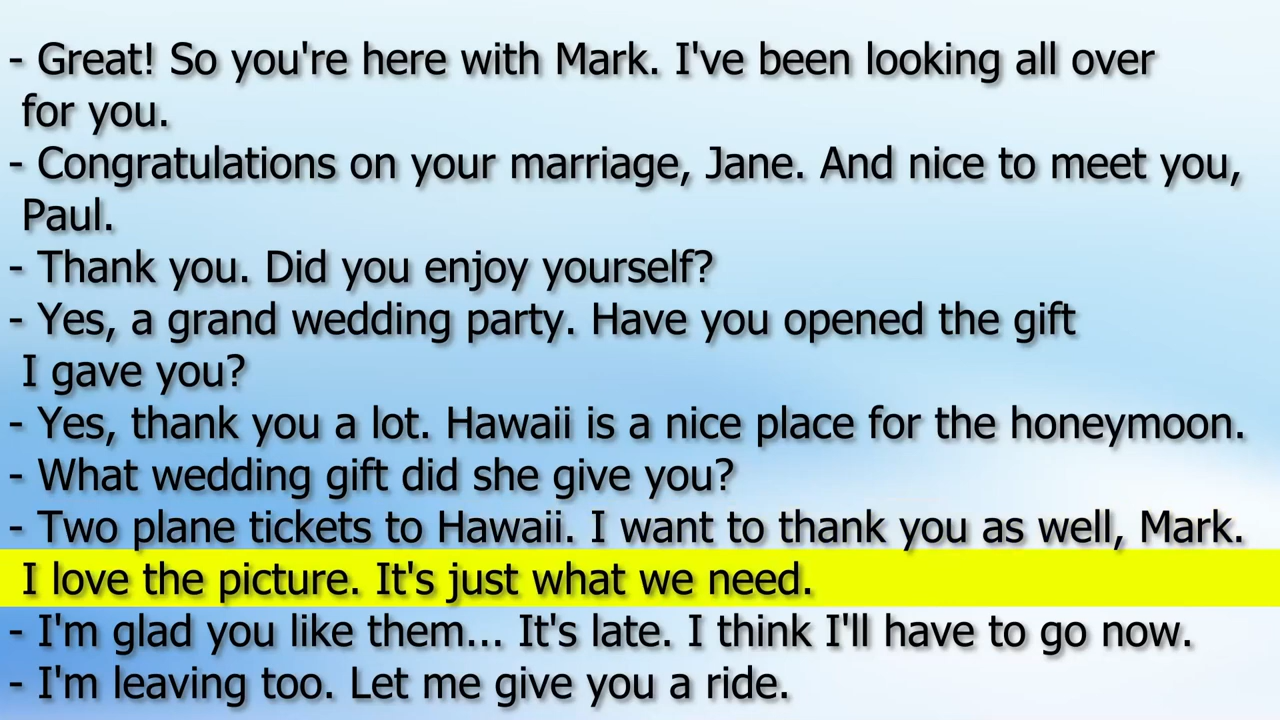 - Great! So you're here with Mark. I've been looking all over
for you.
- Congratulations on your marriage, Jane. And nice to meet you,
Paul.
- Thank you. Did you enjoy yourself?
- Yes, a grand wedding party. Have you opened the gift
I gave you?
- Yes, thank you a lot. Hawaii is a nice place for the honeymoon.
- What wedding gift did she give you?
- Two plane tickets to Hawaii. I want to thank you as well, Mark.
I love the picture. It's just what we need.
- I'm glad you like them... It's late. I think I'll have to go now.
- I'm leaving too. Let me give you a ride.